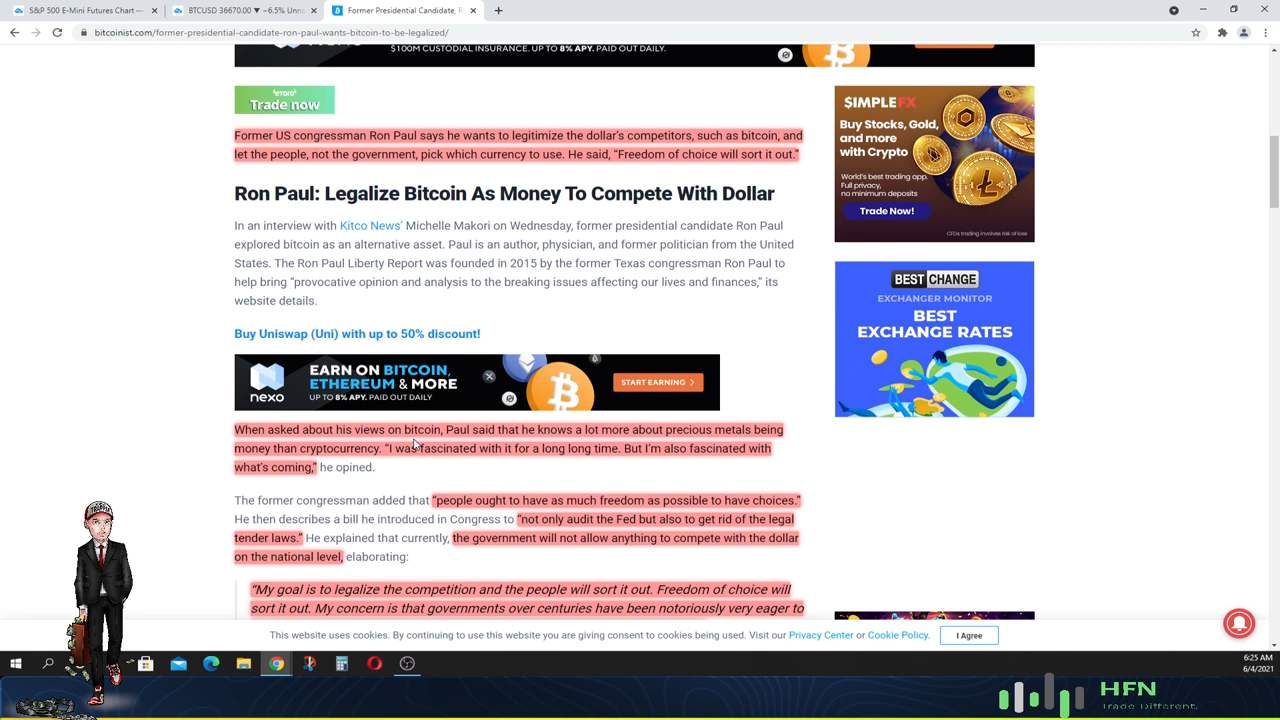 S&P 500 E-Mini Futures Chart —
BTCUSD 36670.00 ▼ −6.5% Unna
Former Presidential Candidate, R
bitcoinist.com/former-presidential-candidate-ron-paul-wants-bitcoin-to-be-legalized/
$100M CUSTODIAL INSURANCE. UP TO 8% APY. PAID OUT DAILY.
eToro
Trade now
Former US congressman Ron Paul says he wants to legitimize the dollar's competitors, such as bitcoin, and
let the people, not the government, pick which currency to use. He said, “Freedom of choice will sort it out.”
Ron Paul: Legalize Bitcoin As Money To Compete With Dollar
In an interview with Kitco News’ Michelle Makori on Wednesday, former presidential candidate Ron Paul
explored bitcoin as an alternative asset. Paul is an author, physician, and former politician from the United
States. The Ron Paul Liberty Report was founded in 2015 by the former Texas congressman Ron Paul to
help bring “provocative opinion and analysis to the breaking issues affecting our lives and finances,” its
website details.
Buy Uniswap (Uni) with up to 50% discount!
nexo
EARN ON BITCOIN,
ETHEREUM & MORE
UP TO 8% APY. PAID OUT DAILY
START EARNING >
When asked about his views on bitcoin, Paul said that he knows a lot more about precious metals being
money than cryptocurrency. “I was fascinated with it for a long long time. But I’m also fascinated with
what’s coming,” he opined.
The former congressman added that “people ought to have as much freedom as possible to have choices.”
He then describes a bill he introduced in Congress to “not only audit the Fed but also to get rid of the legal
tender laws.” He explained that currently, the government will not allow anything to compete with the dollar
on the national level, elaborating:
“My goal is to legalize the competition and the people will sort it out. Freedom of choice will
sort it out. My concern is that governments over centuries have been notoriously very eager to
$IMPLEFX
Buy Stocks, Gold,
and more
with Crypto
World's best trading app.
Full privacy,
no minimum deposits
Trade Now!
CFDs trading involves risk of loss
BEST CHANGE
EXCHANGER MONITOR
BEST
EXCHANGE RATES
This website uses cookies. By continuing to use this website you are giving consent to cookies being used. Visit our Privacy Center or Cookie Policy.
I Agree
6:25 AM
6/4/2021
HFN
Trade Different.